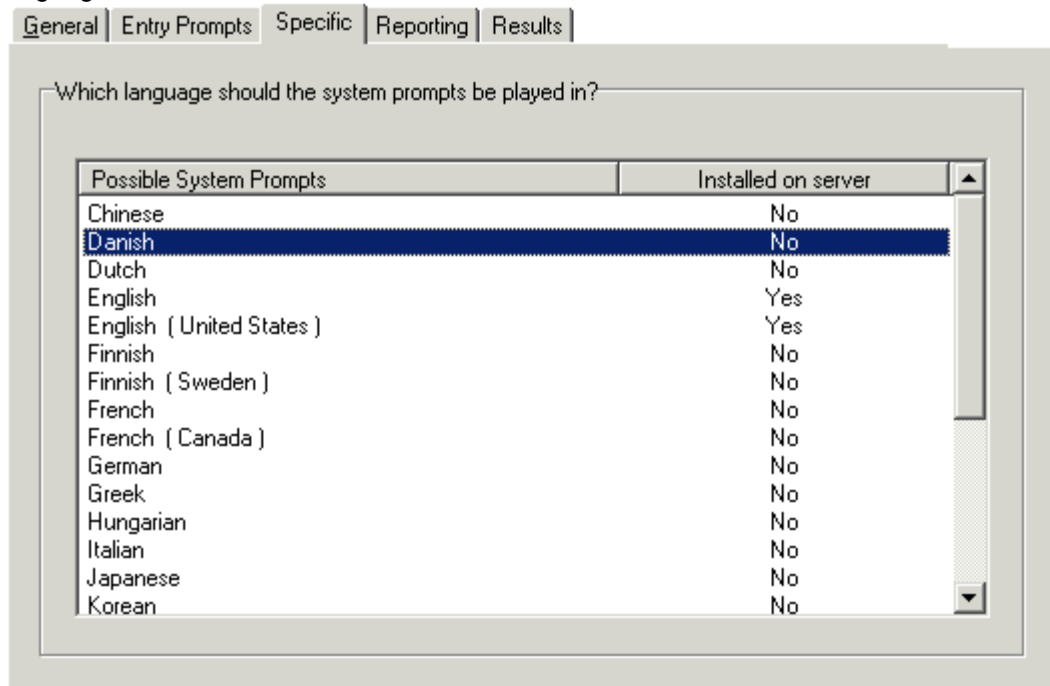 General Entry Prompts Specific Reporting Results
Which language should the system prompts be played in?
Possible System Prompts Installed on server
Chinese No
Danish No
Dutch No
English Yes
English ( United States ) Yes
Finnish No
Finnish ( Sweden ) No
French No
French ( Canada ) No
German No
Greek No
Hungarian No
Italian No
Japanese No
Korean No